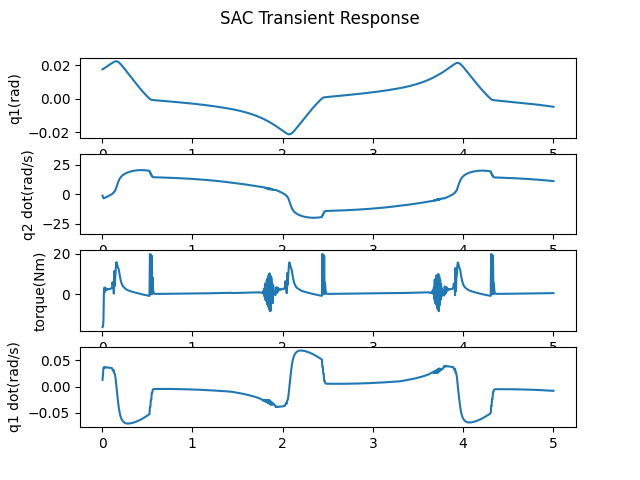 SAC Transient Response
q1(rad)
0.02
0.00
−0.02
0 1 2 3 4 5
q2 dot(rad/s)
25
0
−25
0 1 2 3 4 5
torque(Nm)
20
0
0 1 2 3 4 5
q1 dot(rad/s)
0.05
0.00
−0.05
0 1 2 3 4 5